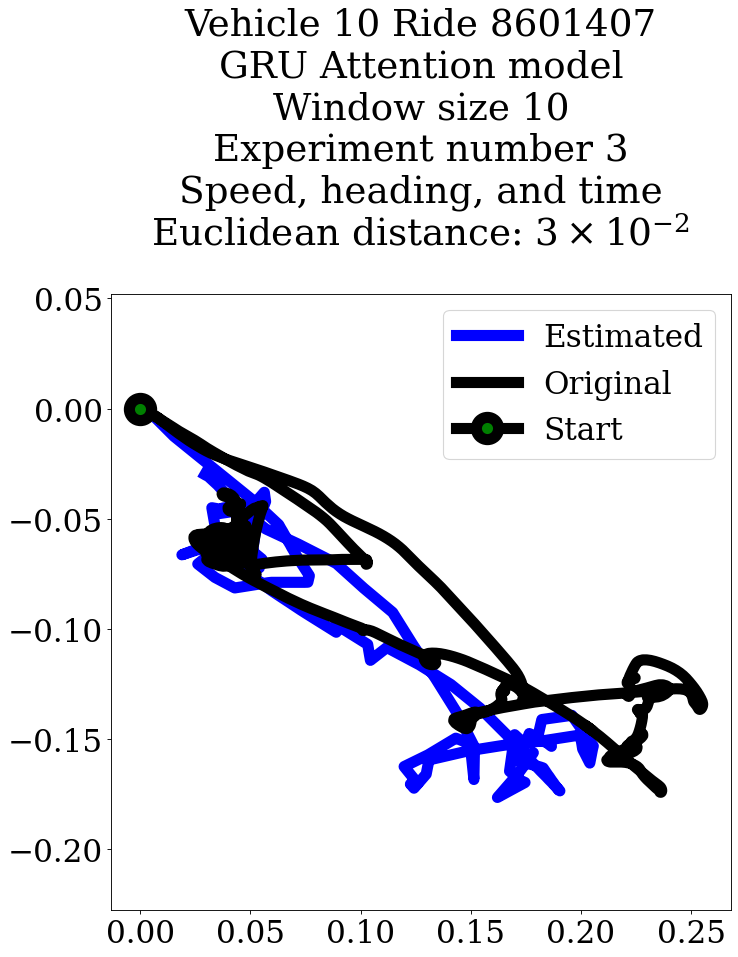 Vehicle 10 Ride 8601407
GRU Attention model
Window size 10
Experiment number 3
Speed, heading, and time
Euclidean distance: 3 × 10⁻²
0.05
0.00
−0.05
−0.10
−0.15
−0.20
Estimated
Original
Start
0.00 0.05 0.10 0.15 0.20 0.25